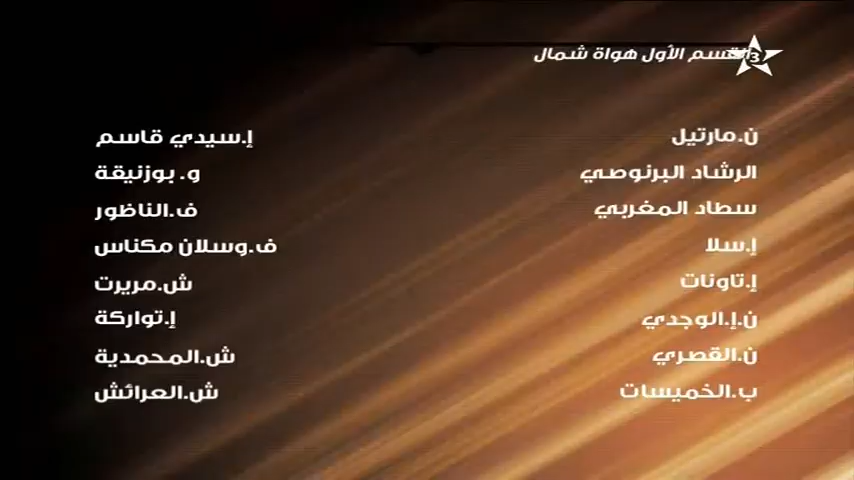 القسم الأول هواة شمال
3
ن.مارتيل إ.سيدي قاسم
الرشاد البرنوصي و. بوزنيقة
سطاد المغربي ف.الناظور
إ.سلا ف.وسلان مكناس
إ.تاونات ش.مريرت
ن.إ.الوجدي إ.تواركة
ن.القصري ش.المحمدية
ب.الخميسات ش.العرائش